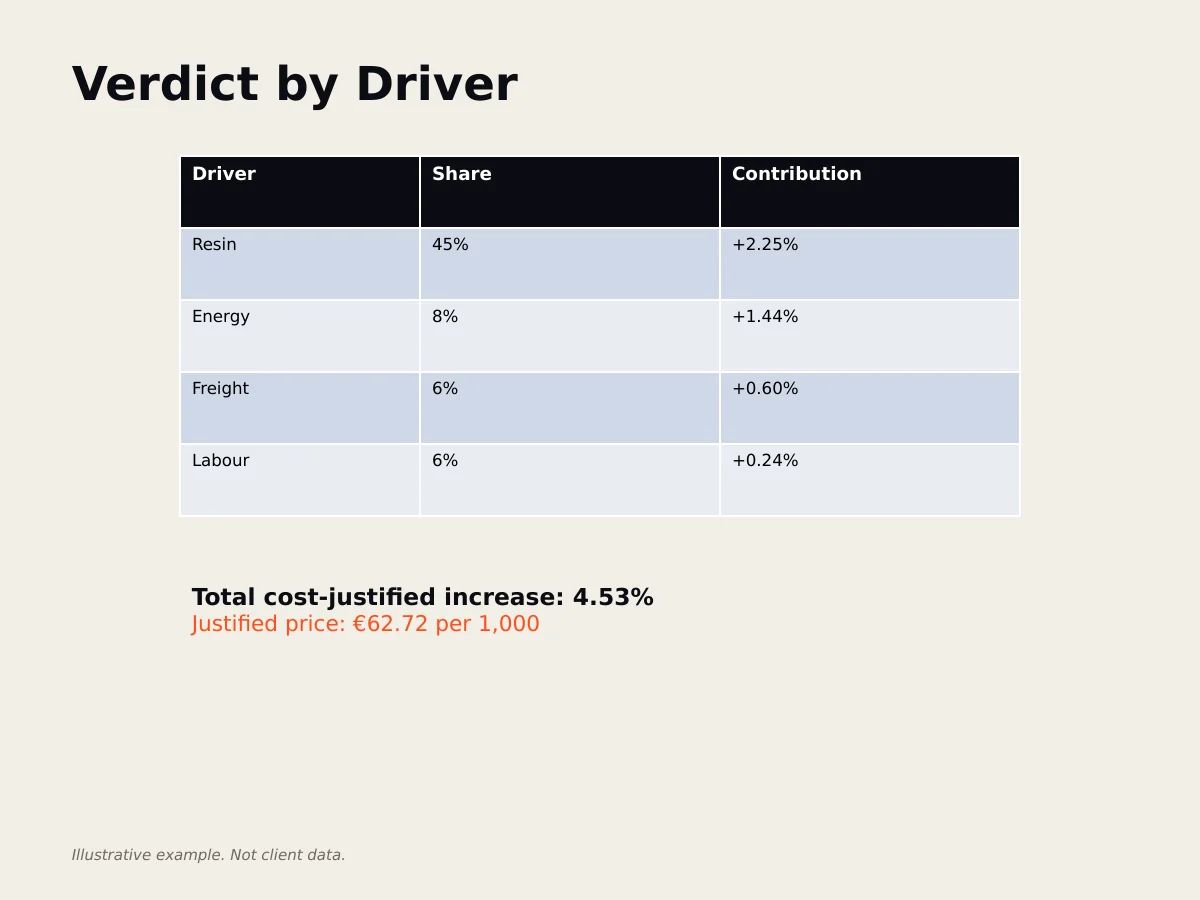 Verdict by Driver
Driver Share Contribution
Resin 45% +2.25%
Energy 8% +1.44%
Freight 6% +0.60%
Labour 6% +0.24%
Total cost-justified increase: 4.53%
Justified price: €62.72 per 1,000
Illustrative example. Not client data.